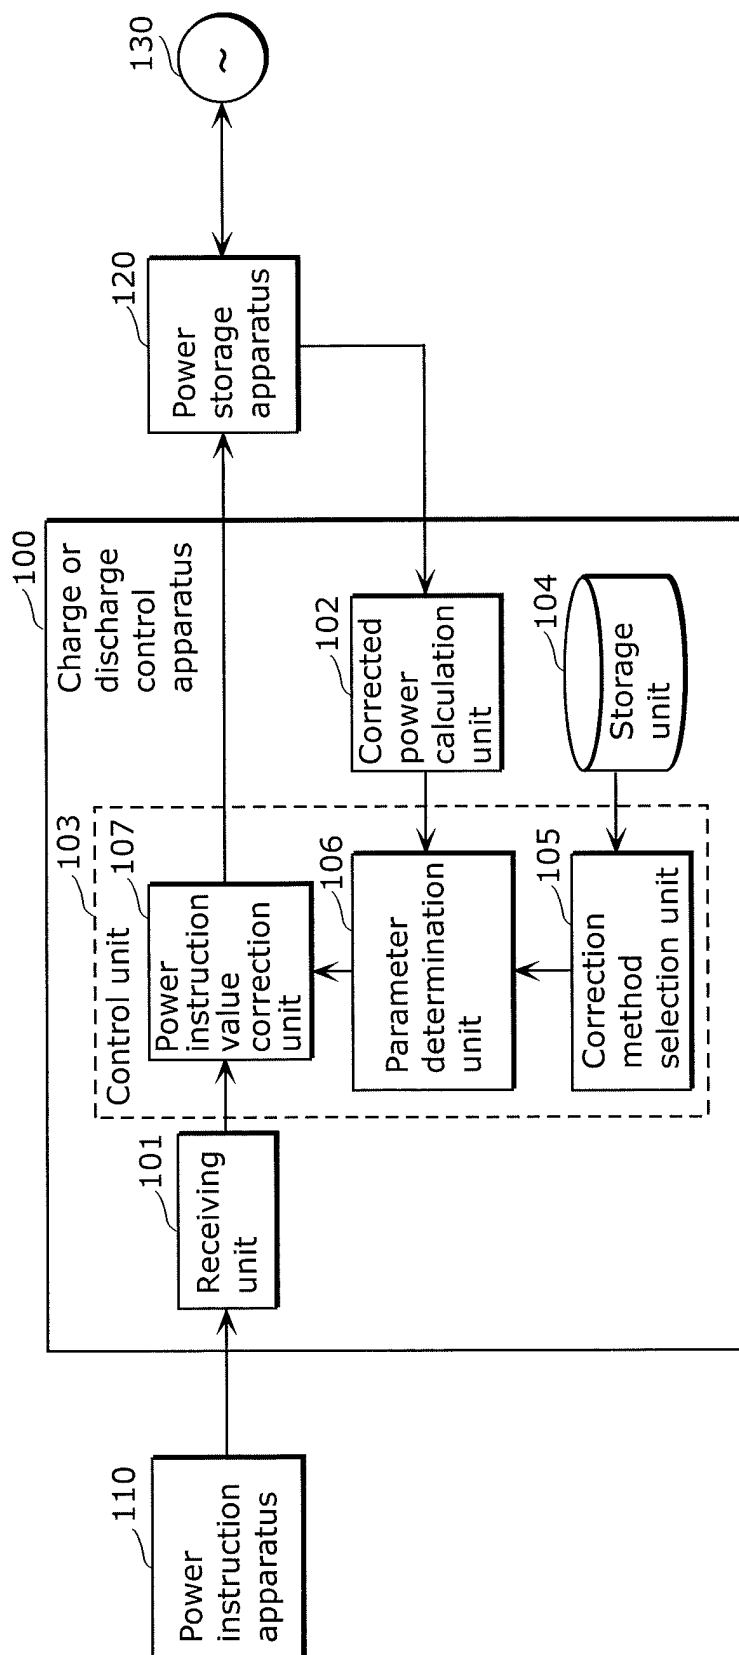 100
Charge or
discharge
control
apparatus
110
Power
instruction
apparatus
101
Receiving
unit
103
Control unit
107
Power
instruction
value
correction
unit
120
Power
storage
apparatus
130
~
106
Parameter
determination
unit
102
Corrected
power
calculation
unit
105
Correction
method
selection unit
104
Storage
unit